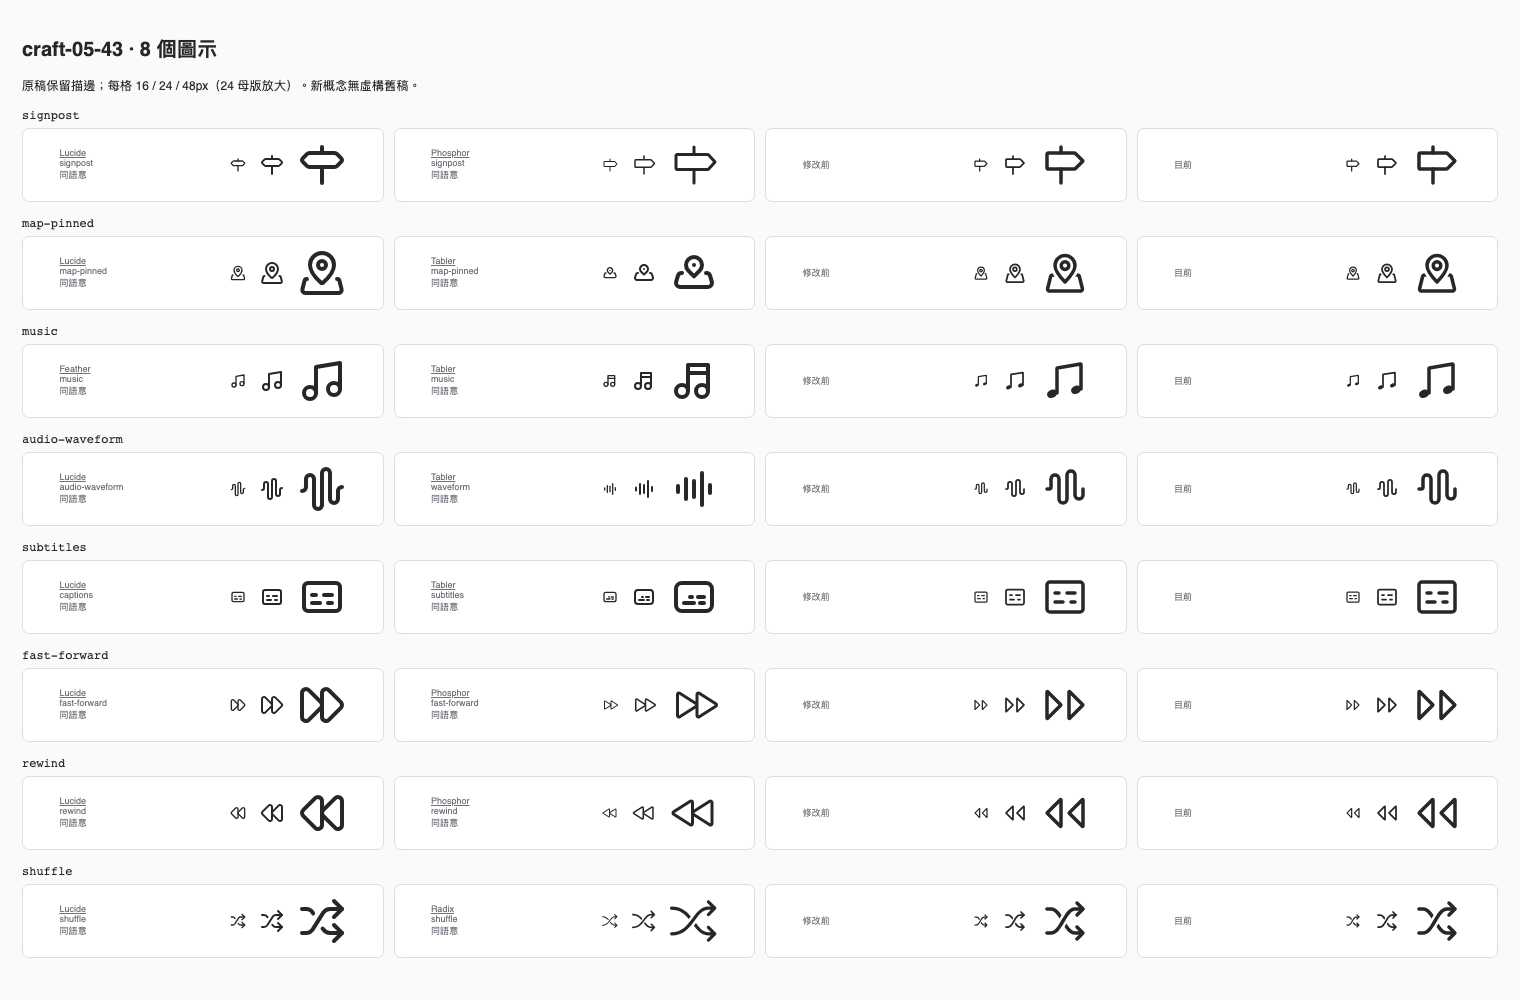 craft-05-43 · 8 個圖示
原稿保留描邊；每格 16 / 24 / 48px（24 母版放大）。新概念無虛構舊稿。
signpost
Lucide
signpost
同語意
Phosphor
signpost
同語意
修改前
目前
map-pinned
Lucide
map-pinned
同語意
Tabler
map-pinned
同語意
修改前
目前
music
Feather
music
同語意
Tabler
music
同語意
修改前
目前
audio-waveform
Lucide
audio-waveform
同語意
Tabler
waveform
同語意
修改前
目前
subtitles
Lucide
captions
同語意
Tabler
subtitles
同語意
修改前
目前
fast-forward
Lucide
fast-forward
同語意
Phosphor
fast-forward
同語意
修改前
目前
rewind
Lucide
rewind
同語意
Phosphor
rewind
同語意
修改前
目前
shuffle
Lucide
shuffle
同語意
Radix
shuffle
同語意
修改前
目前